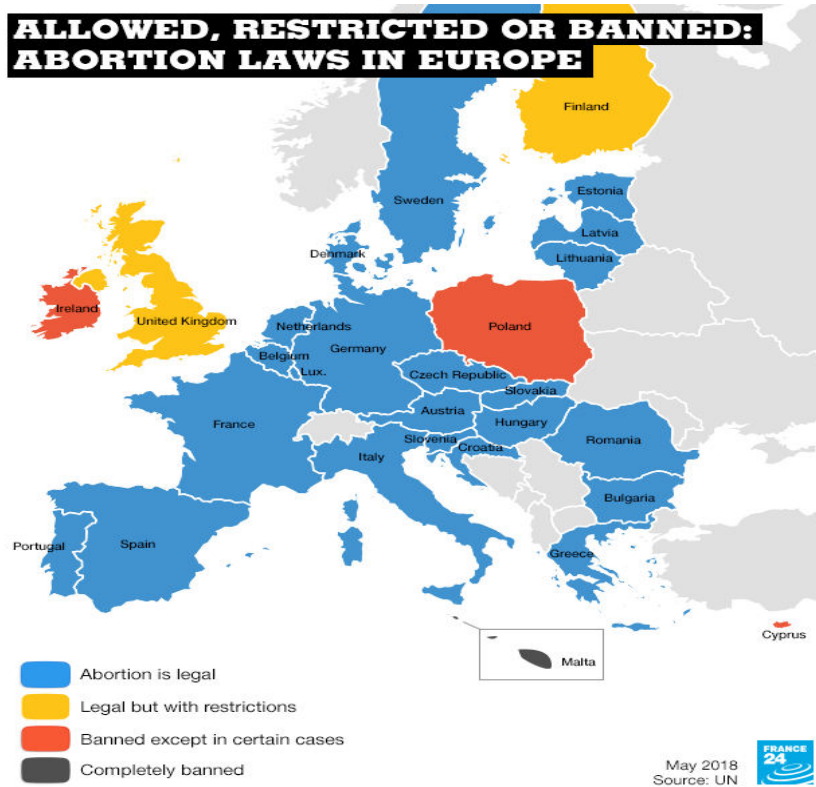 ALLOWED, RESTRICTED OR BANNED:
ABORTION LAWS IN EUROPE
Finland
Estonia
Sweden
Latvia
Denmark
Lithuania
Ireland
United Kingdom
Netherlands
Poland
Belgium
Germany
Lux.
Czech Republic
Slovakia
France
Austria
Hungary
Slovenia
Croatia
Romania
Italy
Bulgaria
Portugal
Spain
Greece
Cyprus
Malta
Abortion is legal
Legal but with restrictions
Banned except in certain cases
Completely banned
May 2018
Source: UN
FRANCE
24